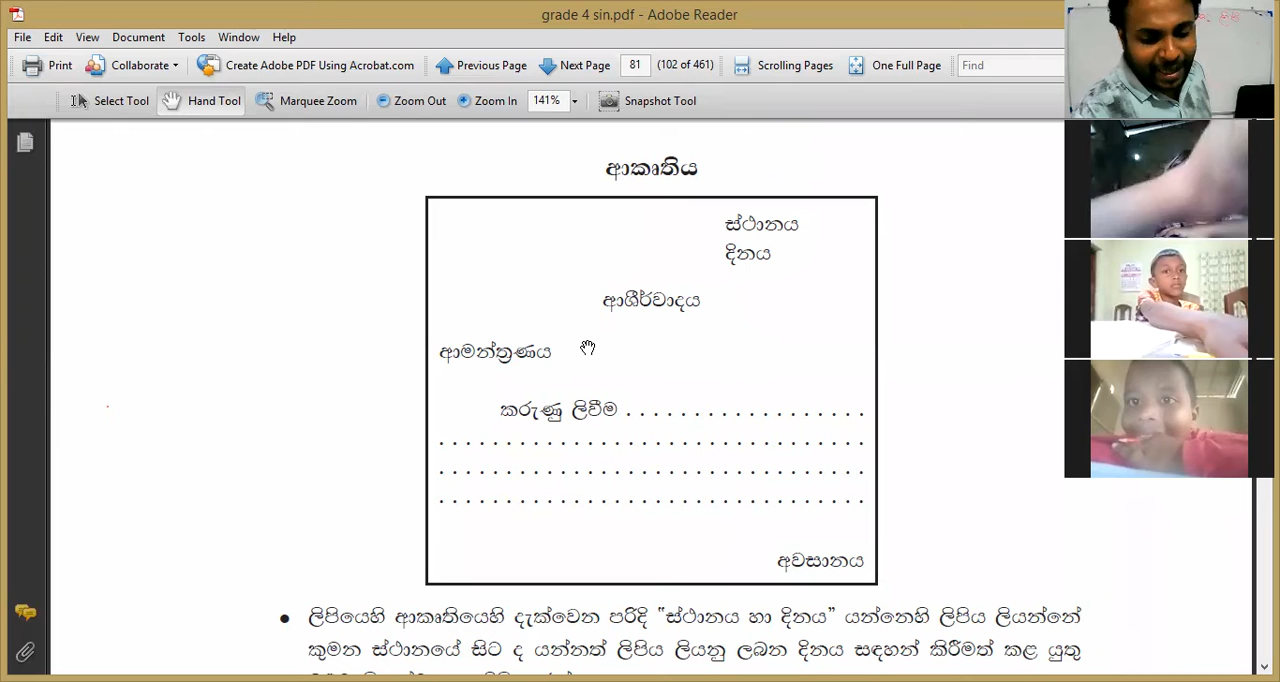 grade 4 sin.pdf - Adobe Reader
File Edit View Document Tools Window Help
Print Collaborate Create Adobe PDF Using Acrobat.com Previous Page Next Page 81 (102 of 461) Scrolling Pages One Full Page Find
Select Tool Hand Tool Marquee Zoom Zoom Out Zoom In 141% Snapshot Tool
ආකෘතිය
ස්ථානය
දිනය
ආශීර්වාදය
ආමන්ත්‍රණය
කරුණු ලිවීම . . . . . . . . . . . . . . . . . .
. . . . . . . . . . . . . . . . . . . . . . . . . . . . . . . .
. . . . . . . . . . . . . . . . . . . . . . . . . . . . . . . .
. . . . . . . . . . . . . . . . . . . . . . . . . . . . . . . .
අවසානය
● ලිපියෙහි ආකෘතියෙහි දැක්වෙන පරිදි “ස්ථානය හා දිනය” යන්නෙහි ලිපිය ලියන්නේ
කුමන ස්ථානයේ සිට ද යන්නත් ලිපිය ලියනු ලබන දිනය සඳහන් කිරීමත් කළ යුතු